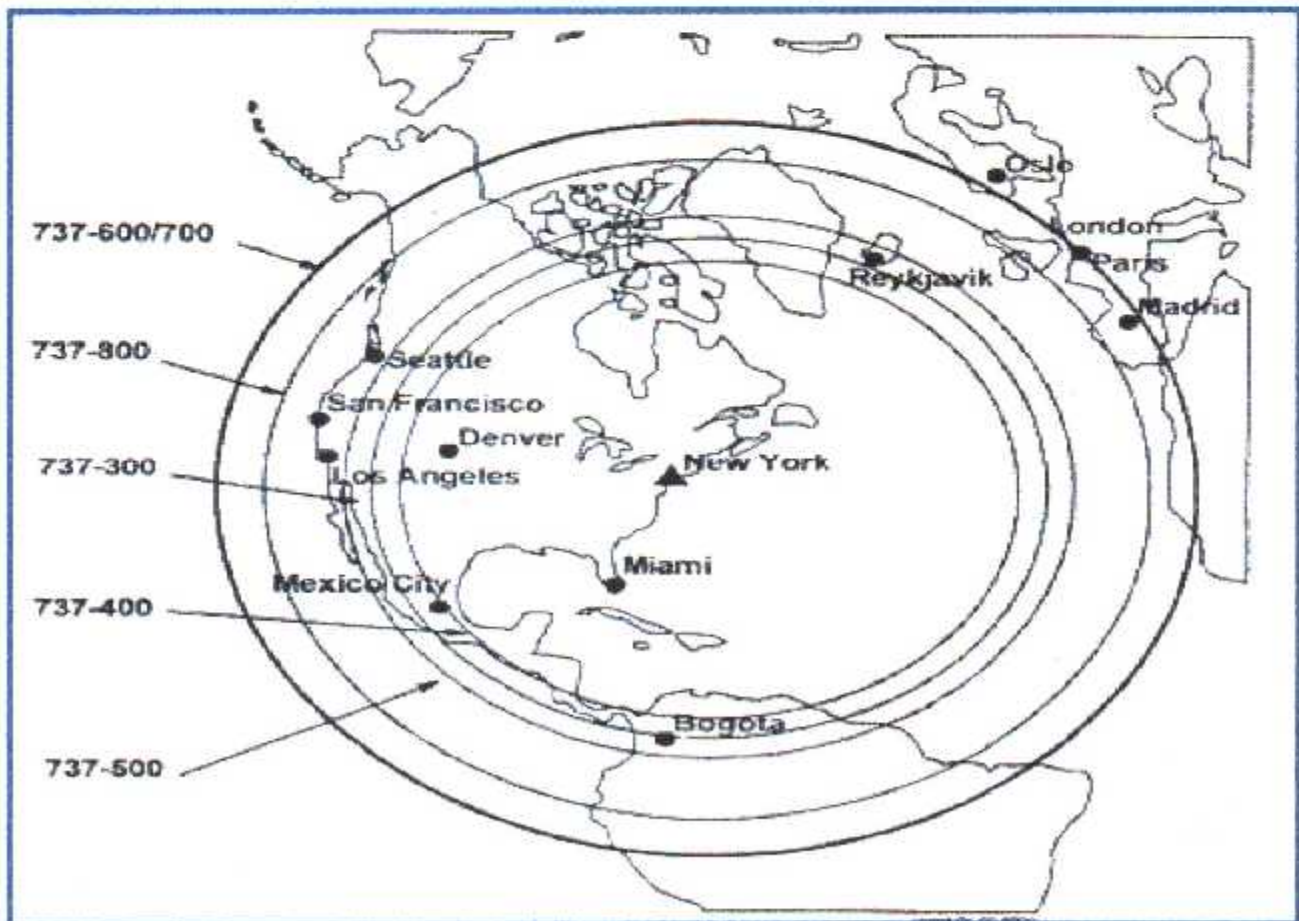 Oslo
737-600/700
London
Paris
Reykjavik
Madrid
737-800
Seattle
San Francisco
Denver
737-300
Los Angeles
New York
Mexico City
Miami
737-400
Bogota
737-500